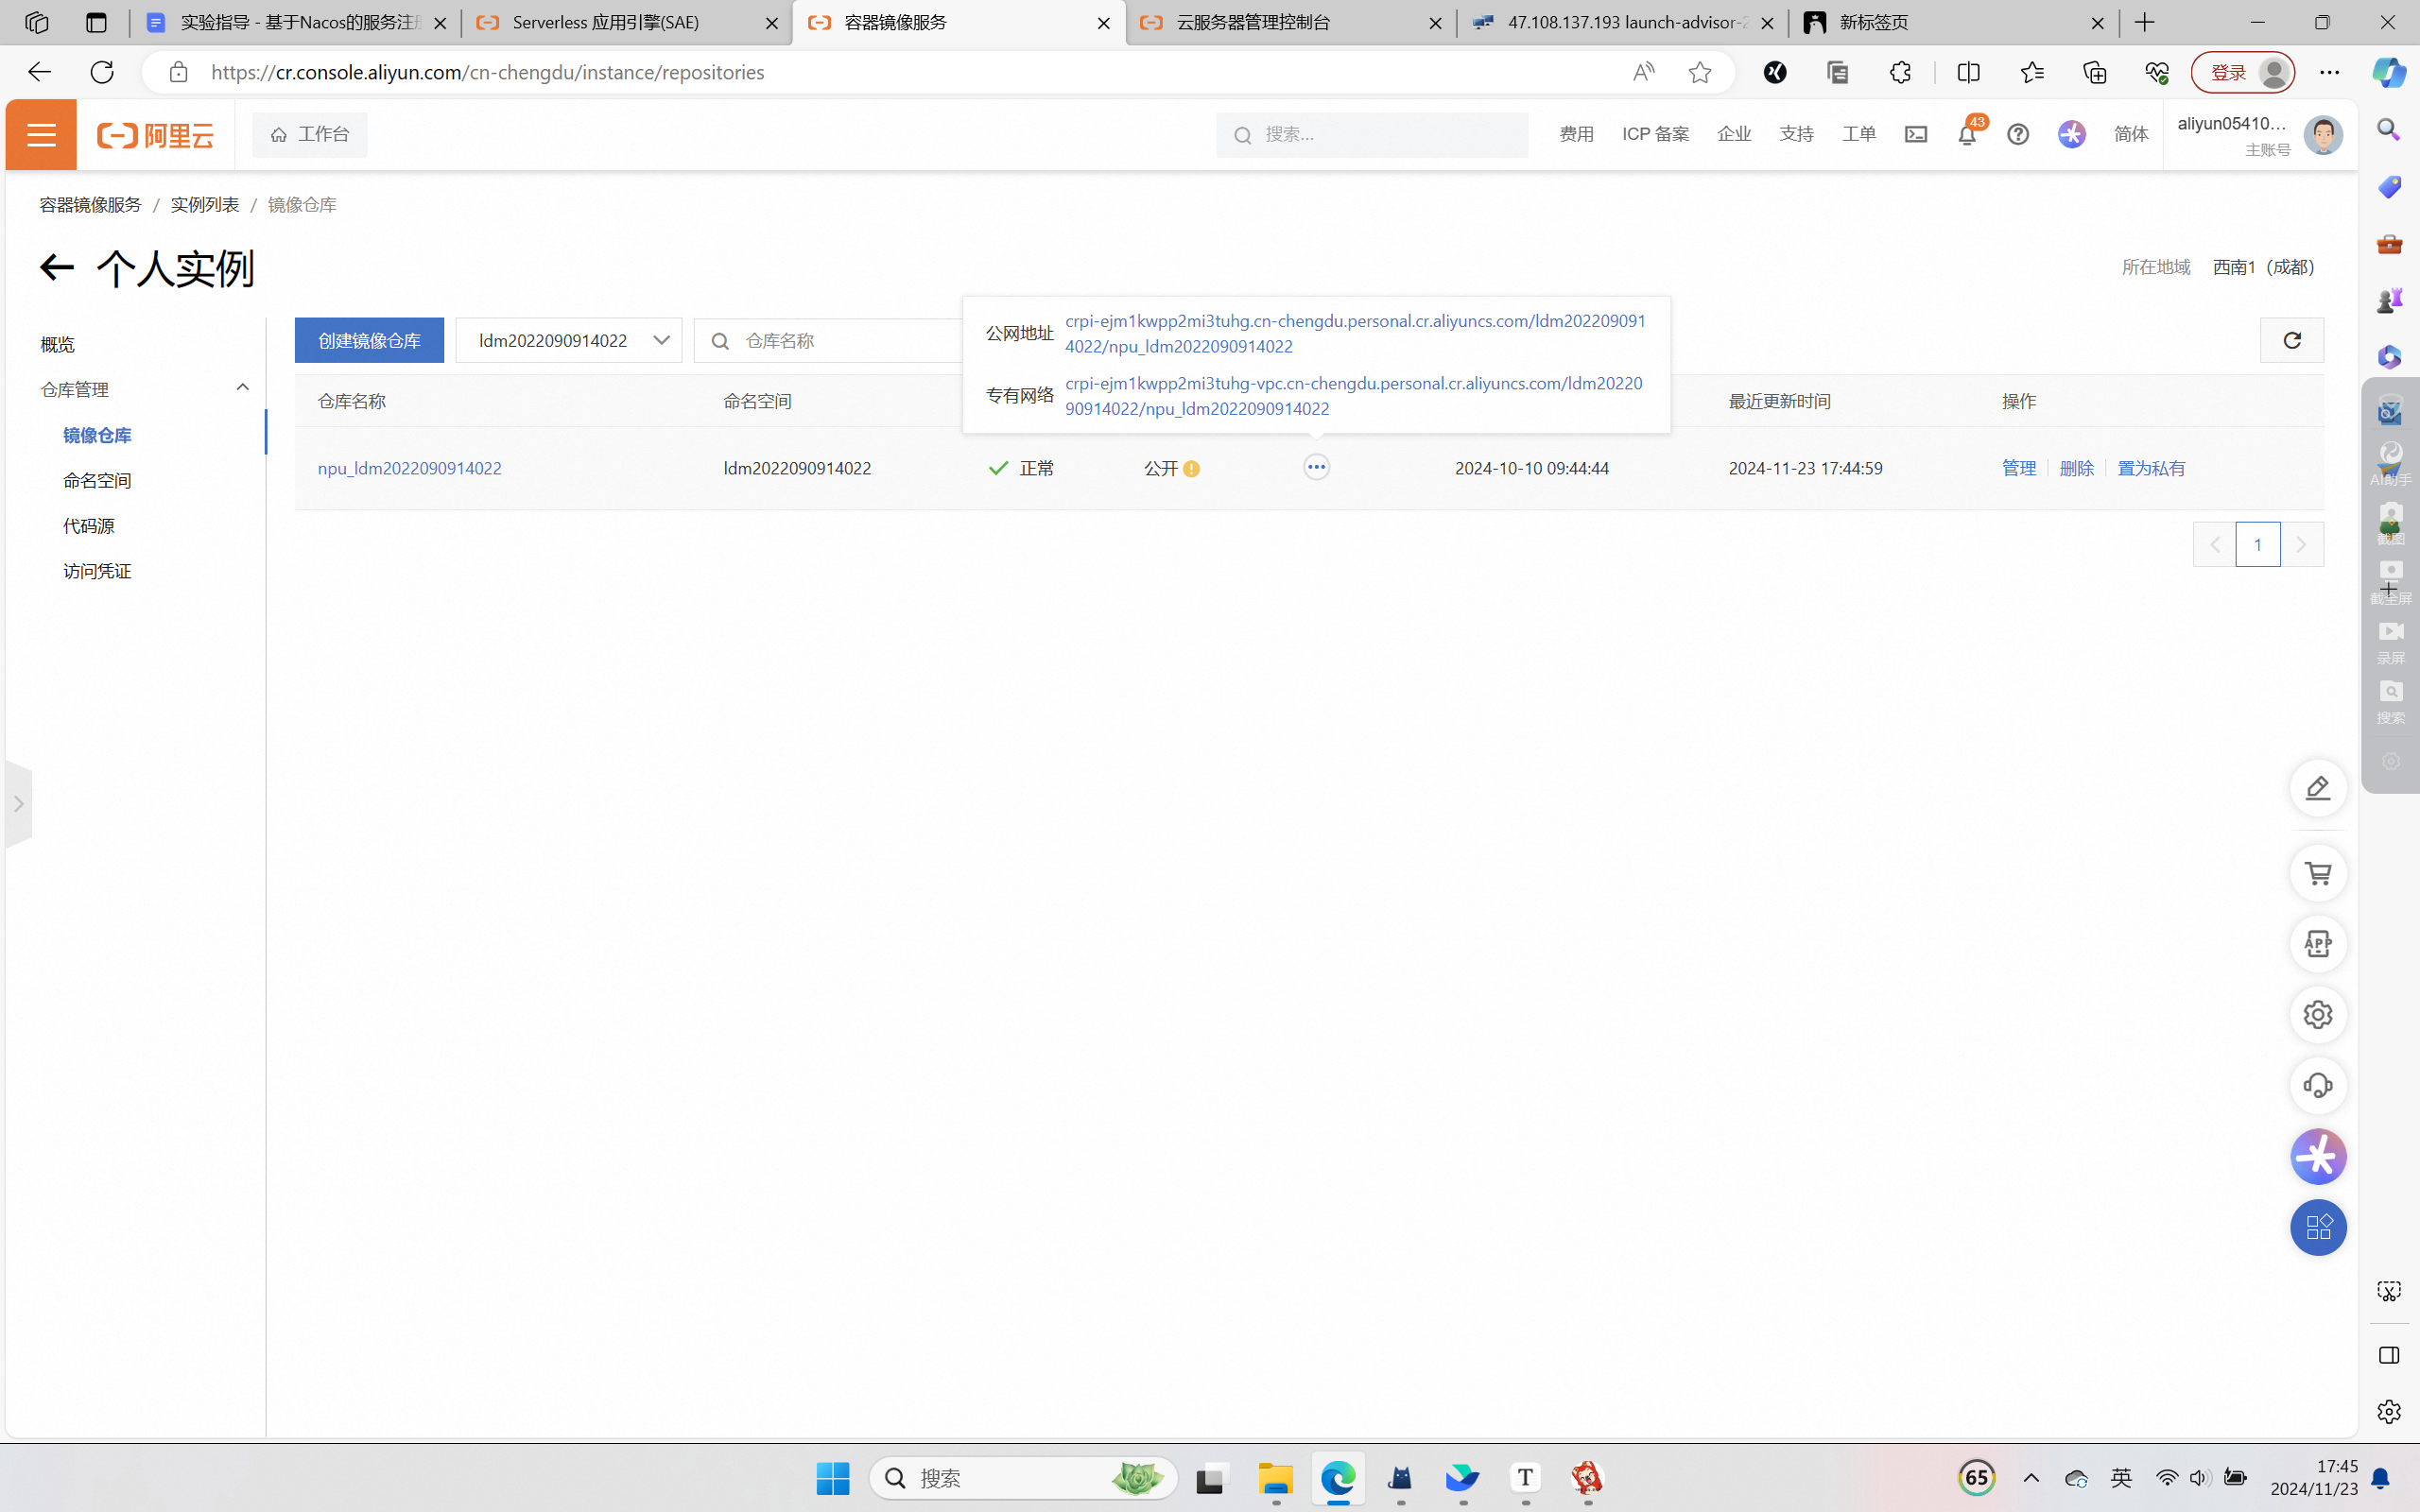 实验指导 - 基于Nacos的服务注册
Serverless 应用引擎(SAE)
容器镜像服务
云服务器管理控制台
47.108.137.193 launch-advisor-2
新标签页
https://cr.console.aliyun.com/cn-chengdu/instance/repositories
登录
阿里云
工作台
搜索...
费用
ICP 备案
企业
支持
工单
43
简体
aliyun05410...
主账号
容器镜像服务 / 实例列表 / 镜像仓库
个人实例
所在地域 西南1（成都）
概览
仓库管理
镜像仓库
命名空间
代码源
访问凭证
创建镜像仓库
ldm2022090914022
仓库名称
公网地址
crpi-ejm1kwpp2mi3tuhg.cn-chengdu.personal.cr.aliyuncs.com/ldm202209091
4022/npu_ldm2022090914022
专有网络
crpi-ejm1kwpp2mi3tuhg-vpc.cn-chengdu.personal.cr.aliyuncs.com/ldm20220
90914022/npu_ldm2022090914022
仓库名称
命名空间
最近更新时间
操作
npu_ldm2022090914022
ldm2022090914022
正常
公开
2024-10-10 09:44:44
2024-11-23 17:44:59
管理
删除
置为私有
1
AI助手
截图
截全屏
录屏
搜索
APP
搜索
T
65
英
17:45
2024/11/23